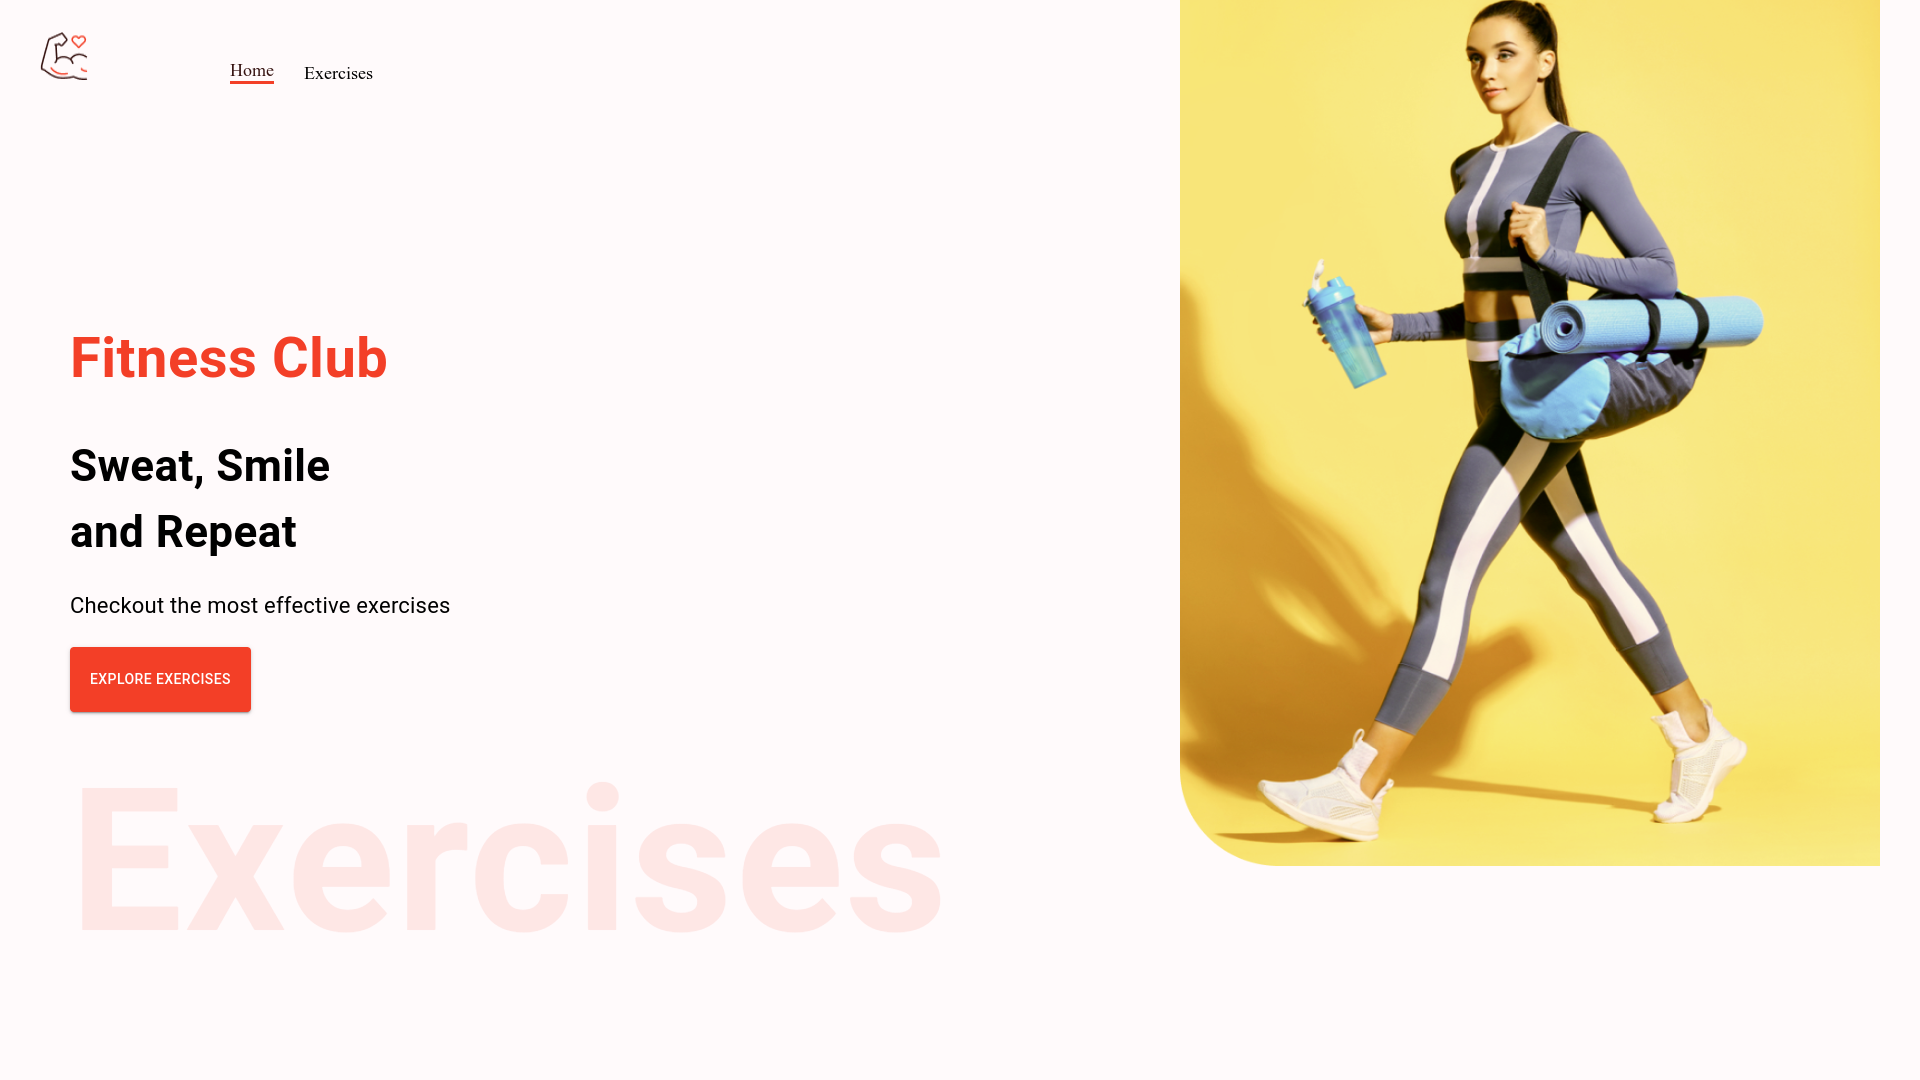 Home
Exercises
Fitness Club
Sweat, Smile
and Repeat
Checkout the most effective exercises
EXPLORE EXERCISES
Exercises